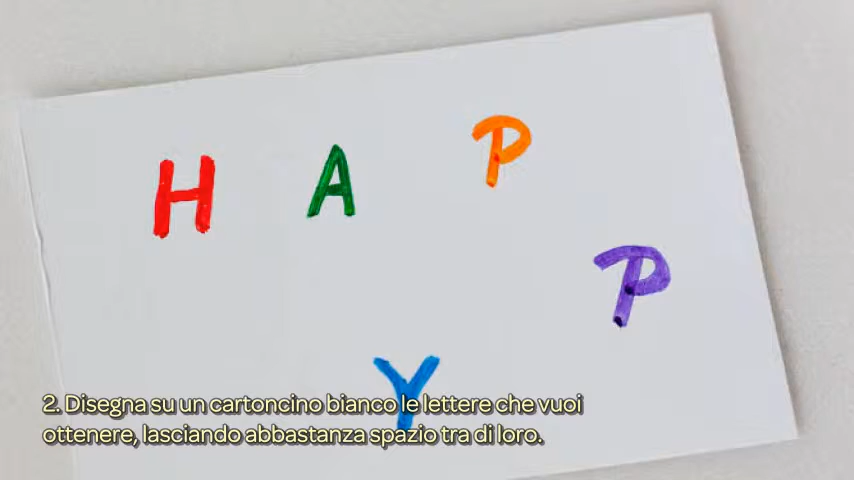 H A P
P
Y
2. Disegna su un cartoncino bianco le lettere che vuoi
ottenere, lasciando abbastanza spazio tra di loro.